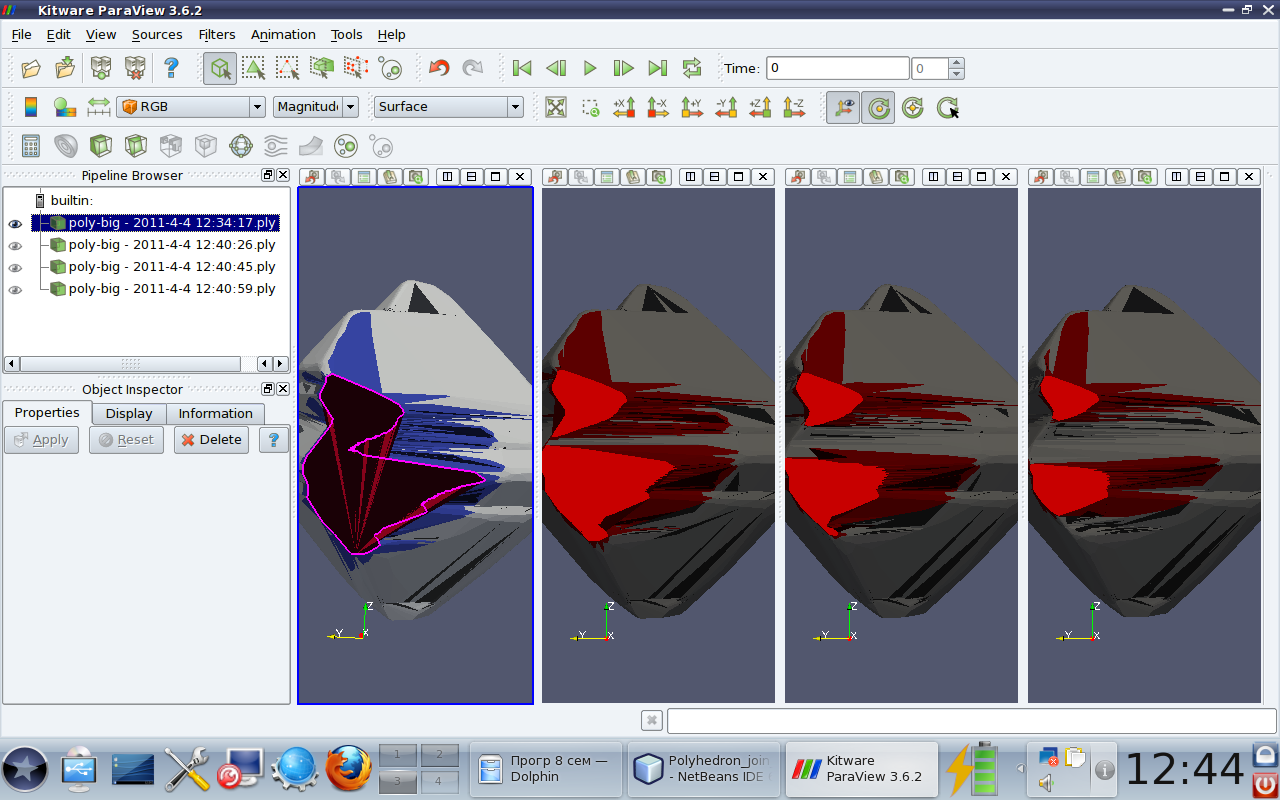 Kitware ParaView 3.6.2
File Edit View Sources Filters Animation Tools Help
Time: 0 0
RGB Magnitud Surface
+X -X +Y -Y +Z -Z
Pipeline Browser
builtin:
poly-big - 2011-4-4 12:34:17.ply
poly-big - 2011-4-4 12:40:26.ply
poly-big - 2011-4-4 12:40:45.ply
poly-big - 2011-4-4 12:40:59.ply
Object Inspector
Properties Display Information
Apply Reset Delete ?
Z Z Z Z
Y X Y X Y X Y X
1 2
3 4
Прогр 8 сем —
Dolphin
Polyhedron_join
- NetBeans IDE
Kitware
ParaView 3.6.2
12:44